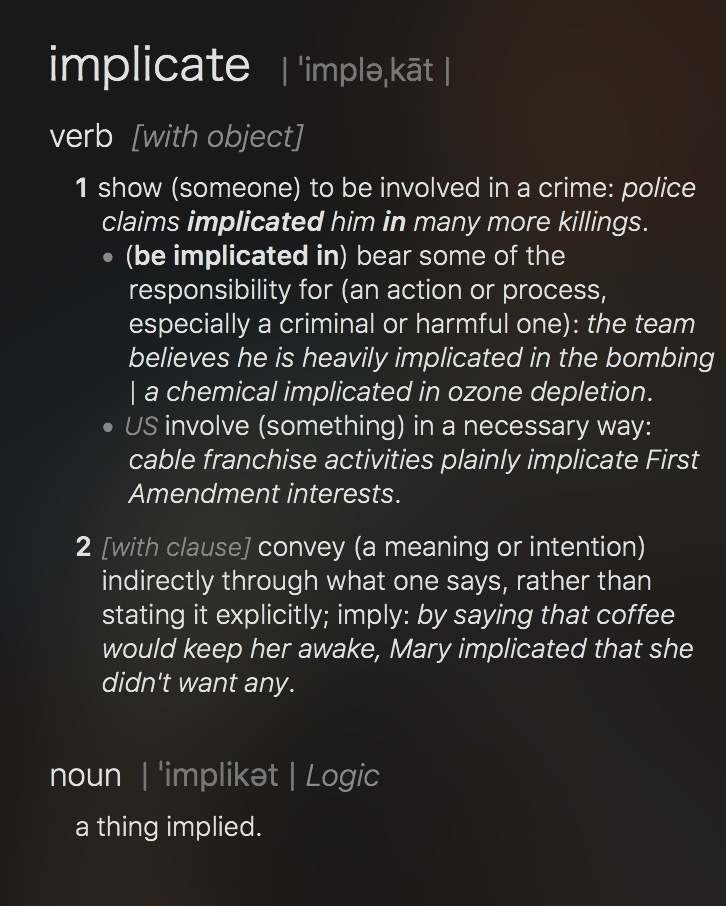 implicate | ˈimpləˌkāt |
verb [with object]
1 show (someone) to be involved in a crime: police
claims implicated him in many more killings.
• (be implicated in) bear some of the
responsibility for (an action or process,
especially a criminal or harmful one): the team
believes he is heavily implicated in the bombing
| a chemical implicated in ozone depletion.
• US involve (something) in a necessary way:
cable franchise activities plainly implicate First
Amendment interests.
2 [with clause] convey (a meaning or intention)
indirectly through what one says, rather than
stating it explicitly; imply: by saying that coffee
would keep her awake, Mary implicated that she
didn't want any.
noun | ˈimplikət | Logic
a thing implied.